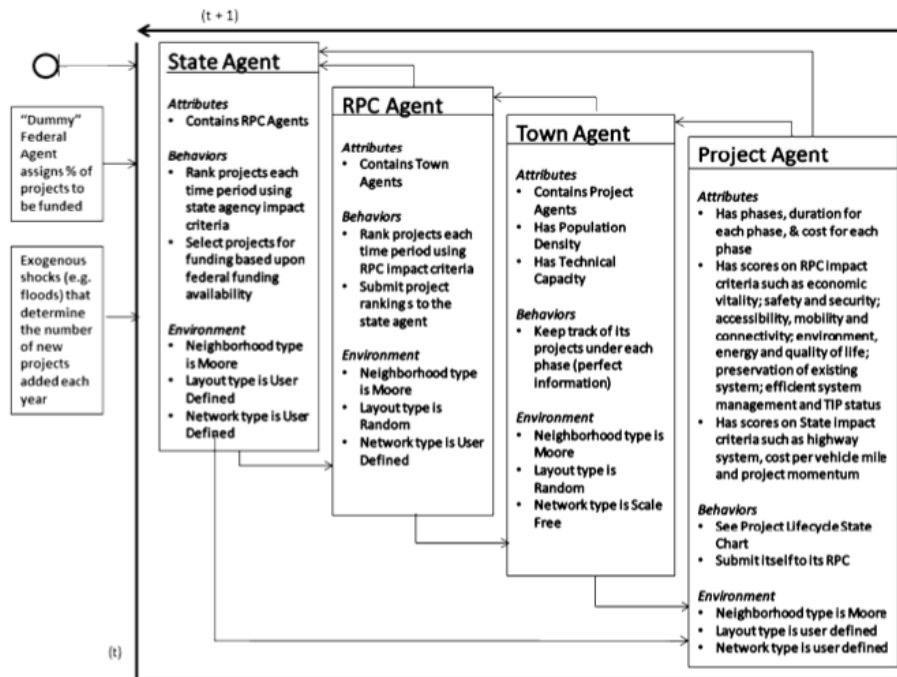 (t + 1)
State Agent
Attributes
• Contains RPC Agents
Behaviors
• Rank projects each
time period using
state agency impact
criteria
• Select projects for
funding based upon
federal funding
availability
Environment
• Neighborhood type
is Moore
• Layout type is User
Defined
• Network type is User
Defined
"Dummy"
Federal
Agent
assigns % of
projects to
be funded
Exogenous
shocks (e.g.
floods) that
determine
the number
of new
projects
added each
year
RPC Agent
Attributes
• Contains Town
Agents
Behaviors
• Rank projects each
time period using
RPC impact criteria
• Submit project
ranking s to the
state agent
Environment
• Neighborhood type
is Moore
• Layout type is
Random
• Network type is User
Defined
Town Agent
Attributes
• Contains Project
Agents
• Has Population
Density
• Has Technical
Capacity
Behaviors
• Keep track of its
projects under each
phase (perfect
information)
Environment
• Neighborhood type is
Moore
• Layout type is
Random
• Network type is Scale
Free
Project Agent
Attributes
• Has phases, duration for
each phase, & cost for each
phase
• Has scores on RPC impact
criteria such as economic
vitality; safety and security;
accessibility, mobility and
connectivity; environment,
energy and quality of life;
preservation of existing
system; efficient system
management and TIP status
• Has scores on State impact
criteria such as highway
system, cost per vehicle mile
and project momentum
Behaviors
• See Project Lifecycle State
Chart
• Submit itself to its RPC
Environment
• Neighborhood type is Moore
• Layout type is user defined
• Network type is user defined
(t)